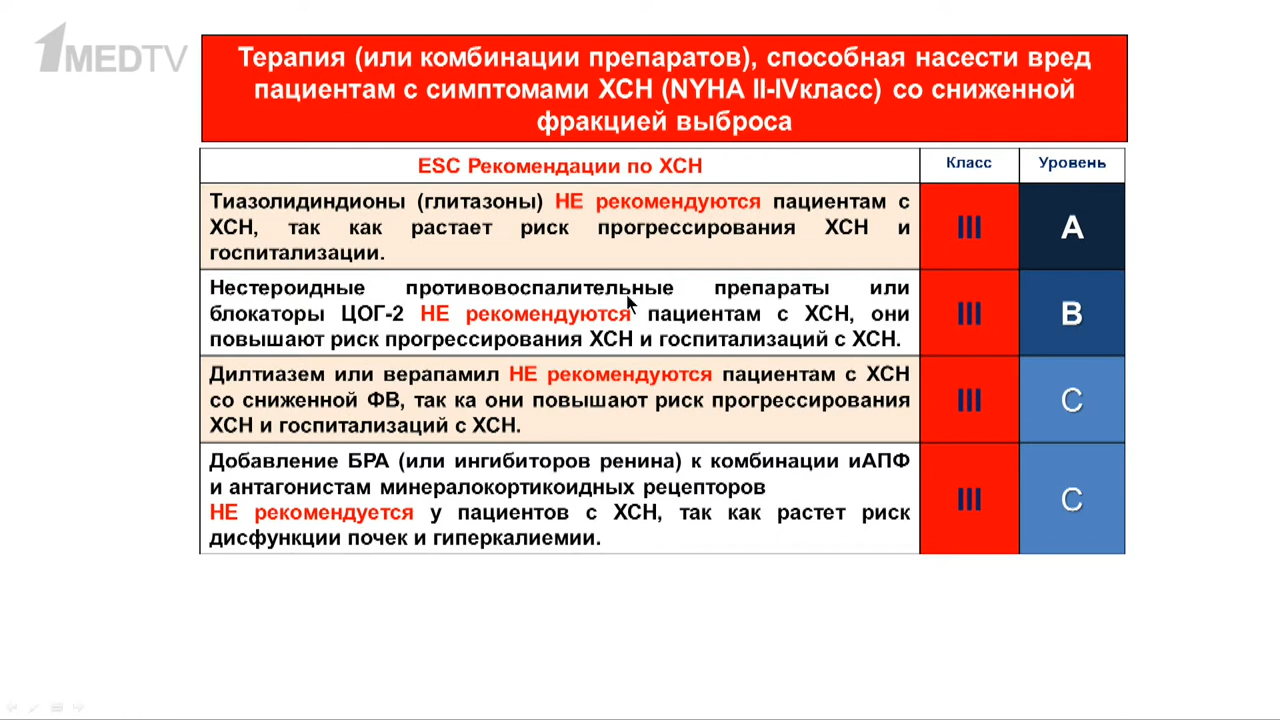 1MEDTV
Терапия (или комбинации препаратов), способная насести вред
пациентам с симптомами ХСН (NYHA II-IVкласс) со сниженной
фракцией выброса
ESC Рекомендации по ХСН
Класс
Уровень
Тиазолидиндионы (глитазоны) НЕ рекомендуются пациентам с
ХСН, так как растает риск прогрессирования ХСН и
госпитализации.
III
A
Нестероидные противовоспалительные препараты или
блокаторы ЦОГ-2 НЕ рекомендуются пациентам с ХСН, они
повышают риск прогрессирования ХСН и госпитализаций с ХСН.
III
B
Дилтиазем или верапамил НЕ рекомендуются пациентам с ХСН
со сниженной ФВ, так ка они повышают риск прогрессирования
ХСН и госпитализаций с ХСН.
III
C
Добавление БРА (или ингибиторов ренина) к комбинации иАПФ
и антагонистам минералокортикоидных рецепторов
НЕ рекомендуется у пациентов с ХСН, так как растет риск
дисфункции почек и гиперкалиемии.
III
C